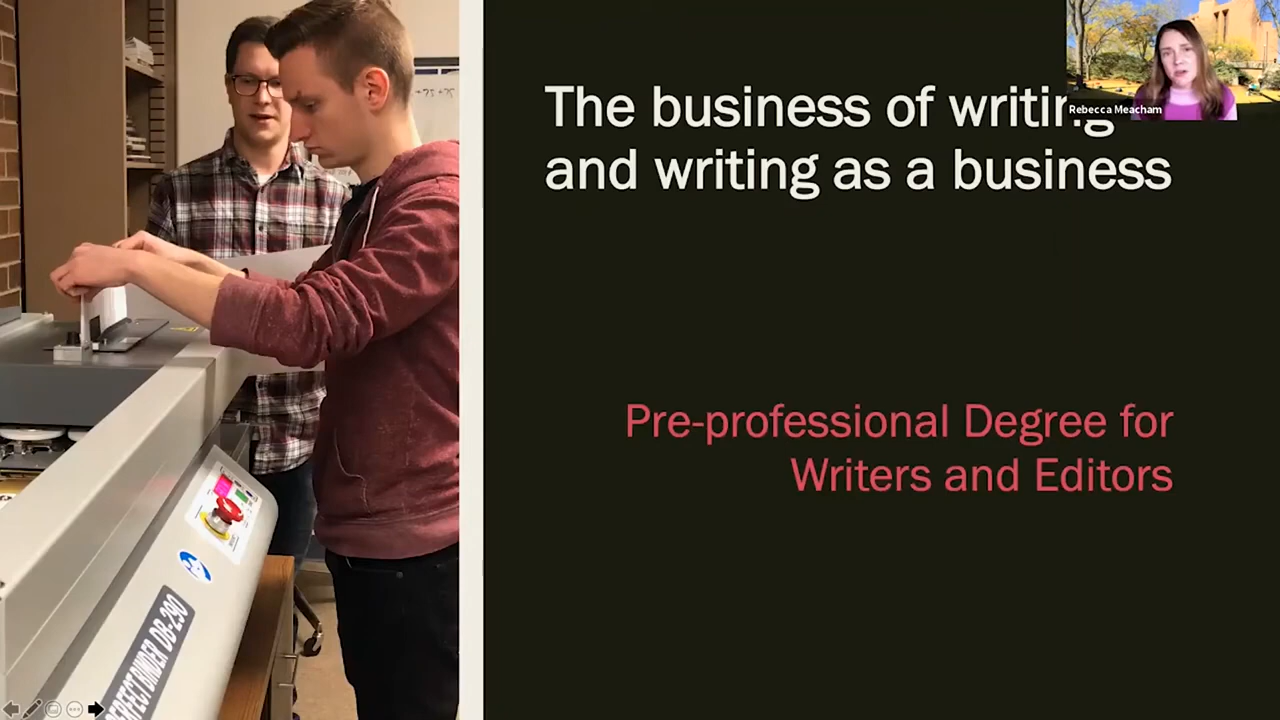 The business of writing
and writing as a business
Rebecca Meacham
Pre-professional Degree for
Writers and Editors
PERFECT BINDER DB-290